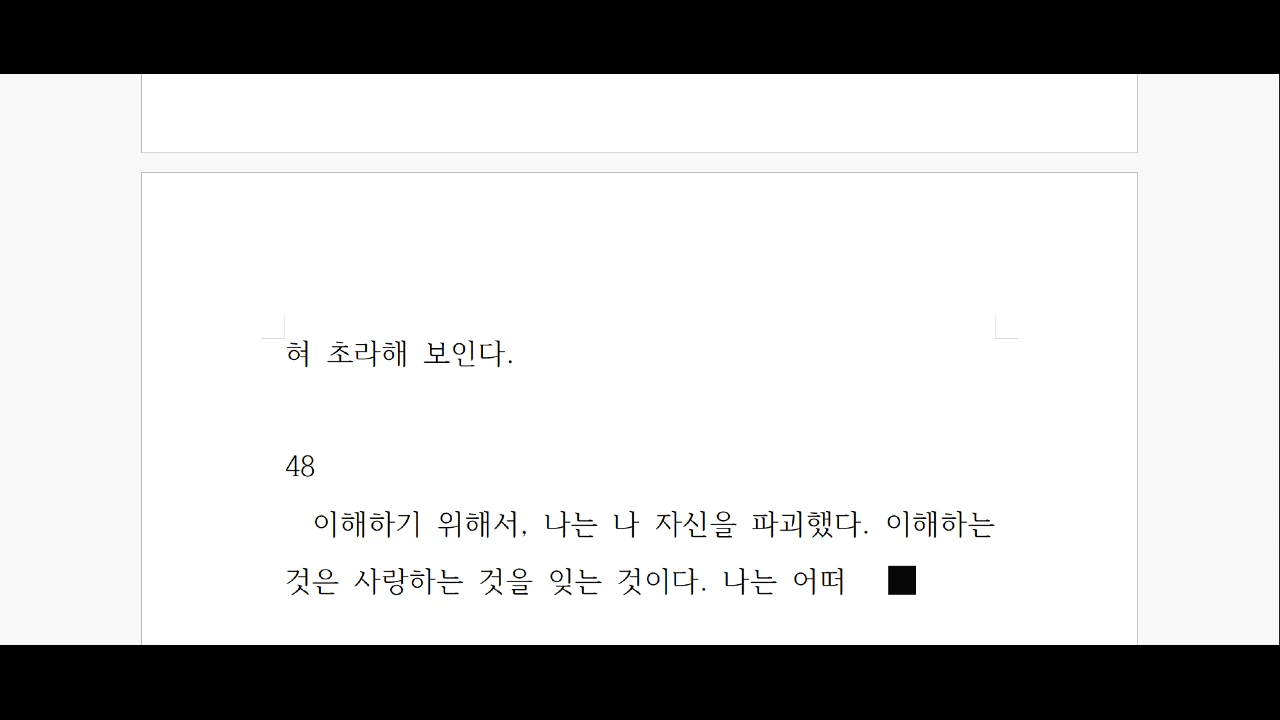 혀 초라해 보인다.
48
이해하기 위해서, 나는 나 자신을 파괴했다. 이해하는
것은 사랑하는 것을 잊는 것이다. 나는 어떠